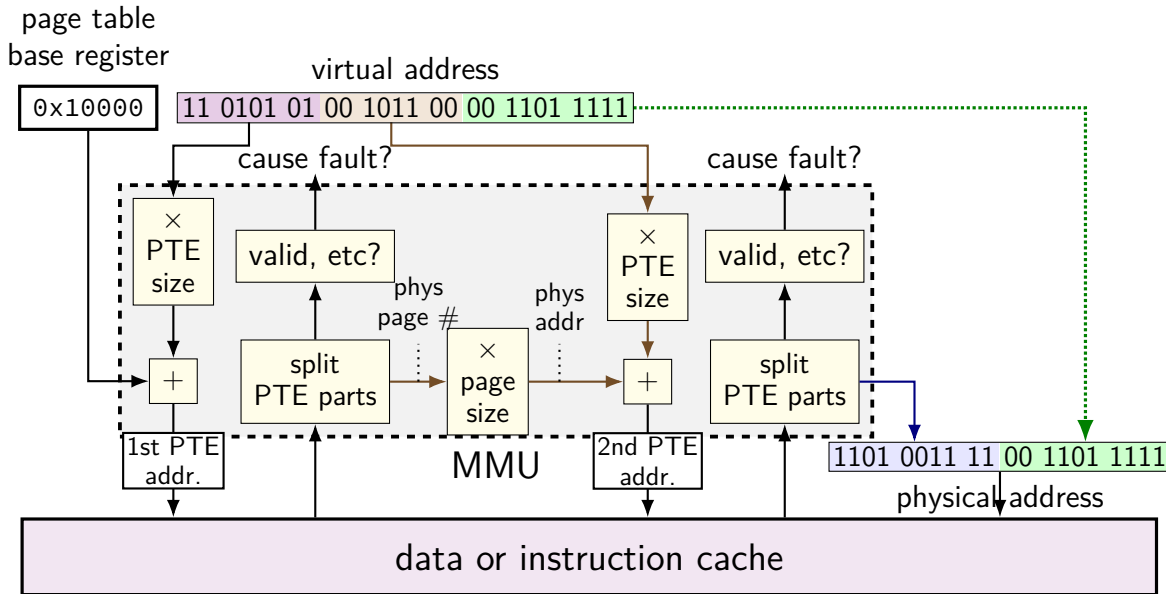 page table
base register
0x10000
virtual address
11 0101 01 00 1011 00 00 1101 1111
cause fault?
cause fault?
×
PTE
size
valid, etc?
phys
page #
phys
addr
×
PTE
size
valid, etc?
+
split
PTE parts
×
page
size
+
split
PTE parts
1st PTE
addr.
MMU
2nd PTE
addr.
1101 0011 11 00 1101 1111
physical address
data or instruction cache